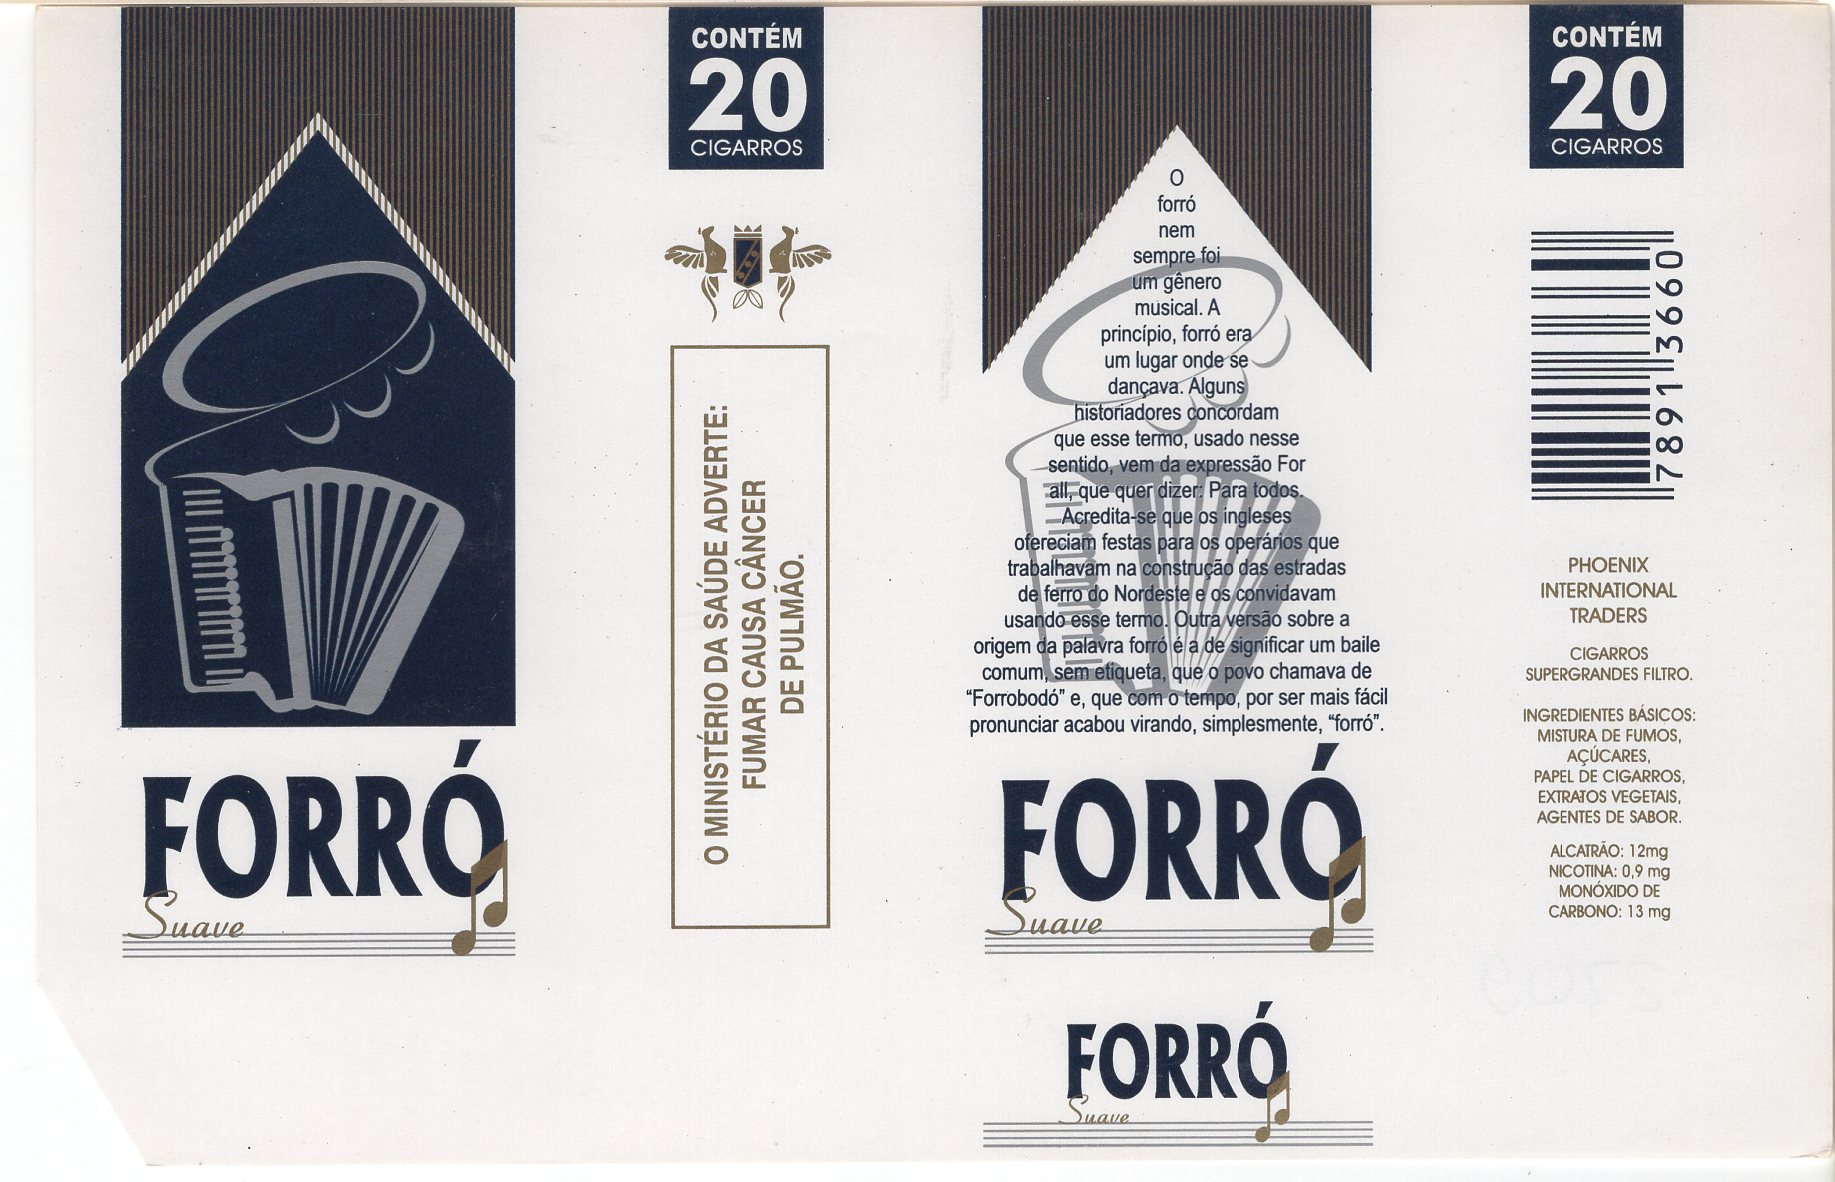 FORRÓ
Suave
CONTÉM
20
CIGARROS
O MINISTÉRIO DA SAÚDE ADVERTE:
FUMAR CAUSA CÂNCER
DE PULMÃO.
O
forró
nem
sempre foi
um gênero
musical. A
princípio, forró era
um lugar onde se
dançava. Alguns
historiadores concordam
que esse termo, usado nesse
sentido, vem da expressão For
all, que quer dizer: Para todos.
Acredita-se que os ingleses
ofereciam festas para os operários que
trabalhavam na construção das estradas
de ferro do Nordeste e os convidavam
usando esse termo. Outra versão sobre a
origem da palavra forró é a de significar um baile
comum, sem etiqueta, que o povo chamava de
“Forrobodó” e, que com o tempo, por ser mais fácil
pronunciar acabou virando, simplesmente, “forró”.
FORRÓ
Suave
FORRÓ
Suave
CONTÉM
20
CIGARROS
78913660
PHOENIX
INTERNATIONAL
TRADERS
CIGARROS
SUPERGRANDES FILTRO.
INGREDIENTES BÁSICOS:
MISTURA DE FUMOS,
AÇÚCARES,
PAPEL DE CIGARROS,
EXTRATOS VEGETAIS,
AGENTES DE SABOR.
ALCATRÃO: 12mg
NICOTINA: 0,9 mg
MONÓXIDO DE
CARBONO: 13 mg